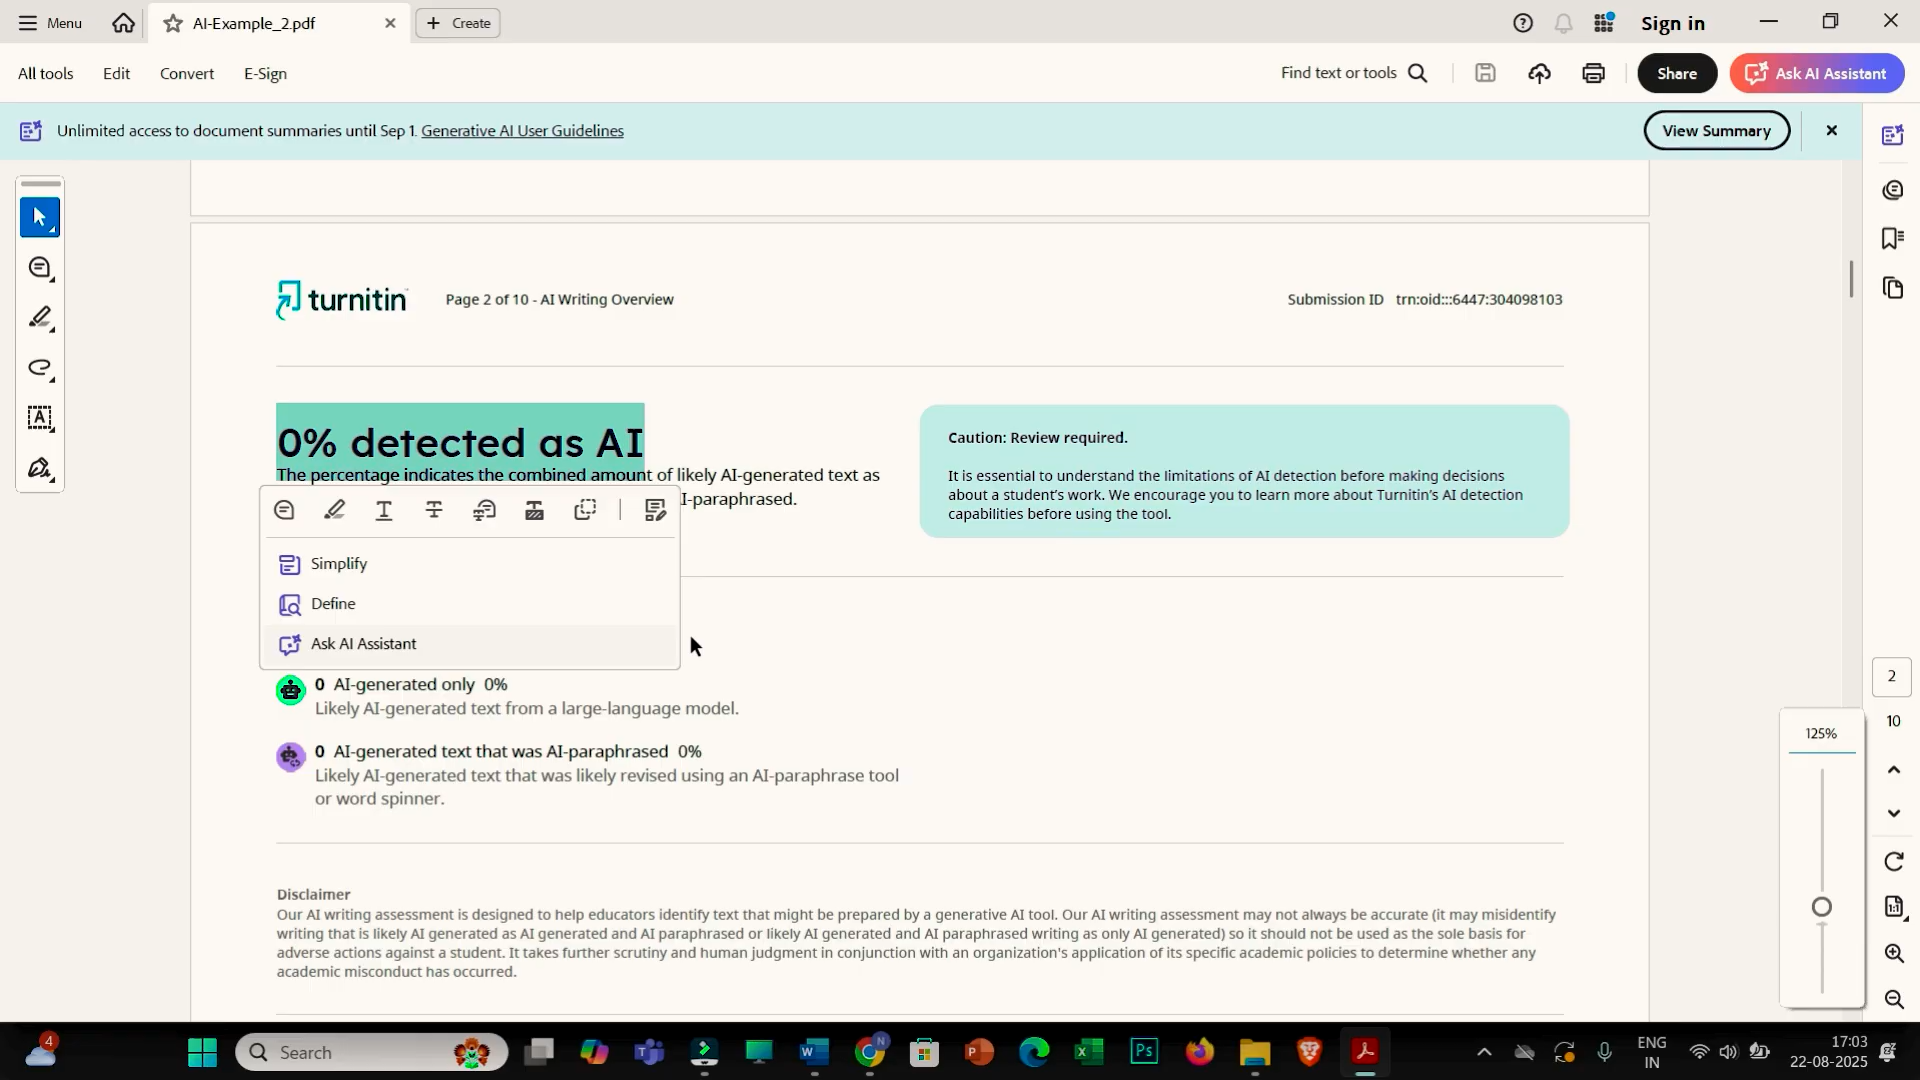 Menu
AI-Example_2.pdf
Create
Sign in
All tools
Edit
Convert
E-Sign
Find text or tools
Share
Ask AI Assistant
Unlimited access to document summaries until Sep 1. Generative AI User Guidelines
View Summary
turnitin
Page 2 of 10 - AI Writing Overview
Submission ID trn:oid:::6447:304098103
0% detected as AI
The percentage indicates the combined amount of likely AI-generated text as
I-paraphrased.
Caution: Review required.
It is essential to understand the limitations of AI detection before making decisions
about a student's work. We encourage you to learn more about Turnitin's AI detection
capabilities before using the tool.
Simplify
Define
Ask AI Assistant
0 AI-generated only 0%
Likely AI-generated text from a large-language model.
0 AI-generated text that was AI-paraphrased 0%
Likely AI-generated text that was likely revised using an AI-paraphrase tool
or word spinner.
Disclaimer
Our AI writing assessment is designed to help educators identify text that might be prepared by a generative AI tool. Our AI writing assessment may not always be accurate (it may misidentify
writing that is likely AI generated as AI generated and AI paraphrased or likely AI generated and AI paraphrased writing as only AI generated) so it should not be used as the sole basis for
adverse actions against a student. It takes further scrutiny and human judgment in conjunction with an organization's application of its specific academic policies to determine whether any
academic misconduct has occurred.
2
10
125%
4
Search
N
Ps
ENG
IN
17:03
22-08-2025